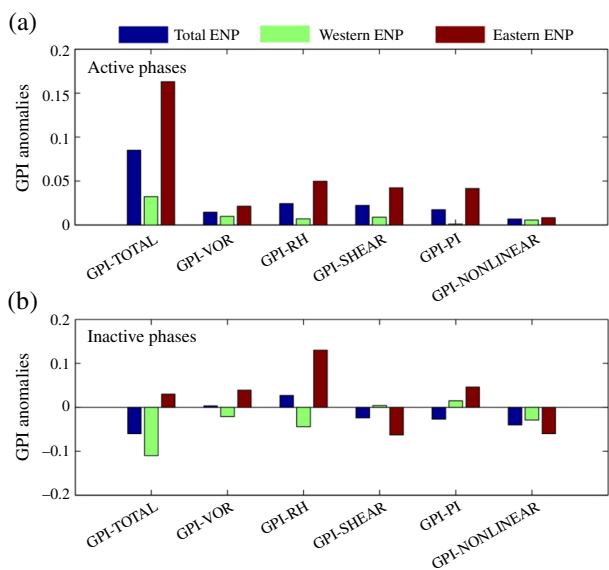 (a)
Total ENP
Western ENP
Eastern ENP
Active phases
GPI anomalies
0.2
0.15
0.1
0.05
0
GPI-TOTAL
GPI-VOR
GPI-RH
GPI-SHEAR
GPI-PI
GPI-NONLINEAR
(b)
Inactive phases
GPI anomalies
0.2
0.1
0
−0.1
−0.2
GPI-TOTAL
GPI-VOR
GPI-RH
GPI-SHEAR
GPI-PI
GPI-NONLINEAR